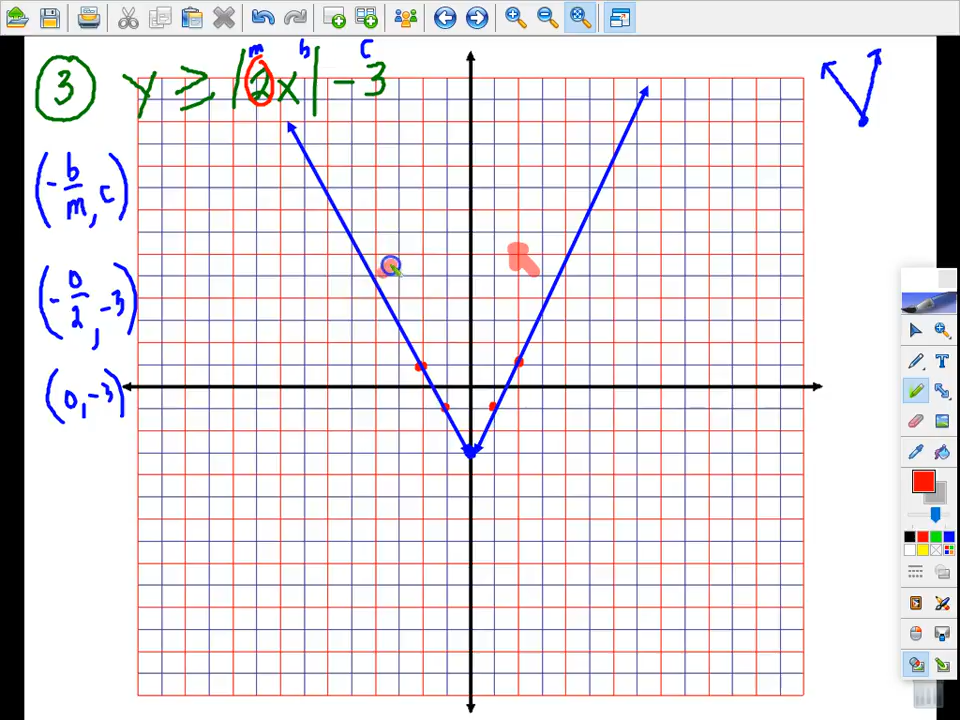 ③ y ≥ |2x| - 3
m b c
(-b/m, c)
(-0/2, -3)
(0, -3)
T